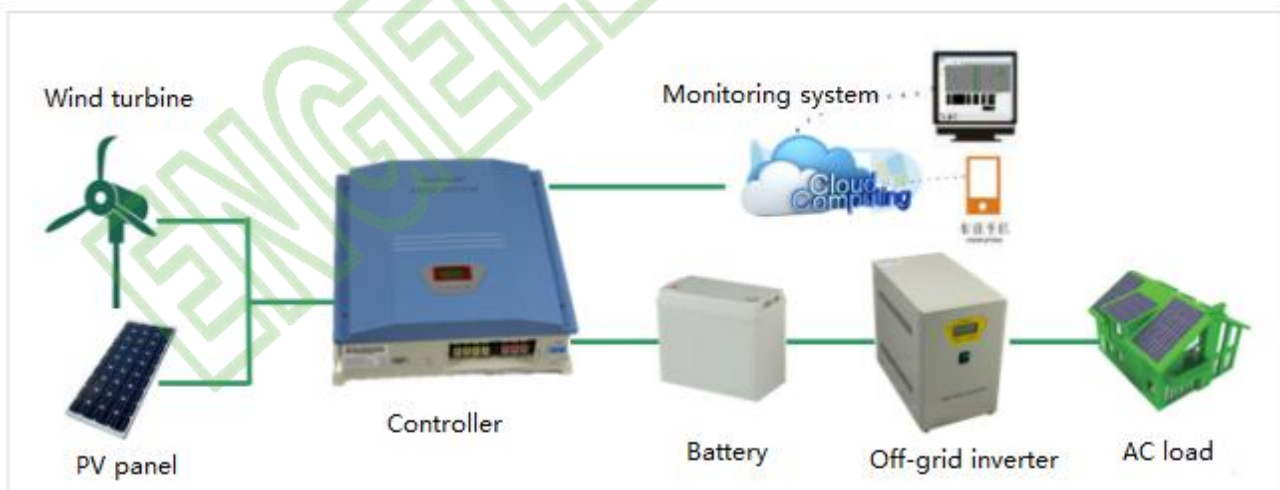 Wind turbine
Monitoring system
Cloud
Computing
PV panel
Controller
Battery
Off-grid inverter
AC load